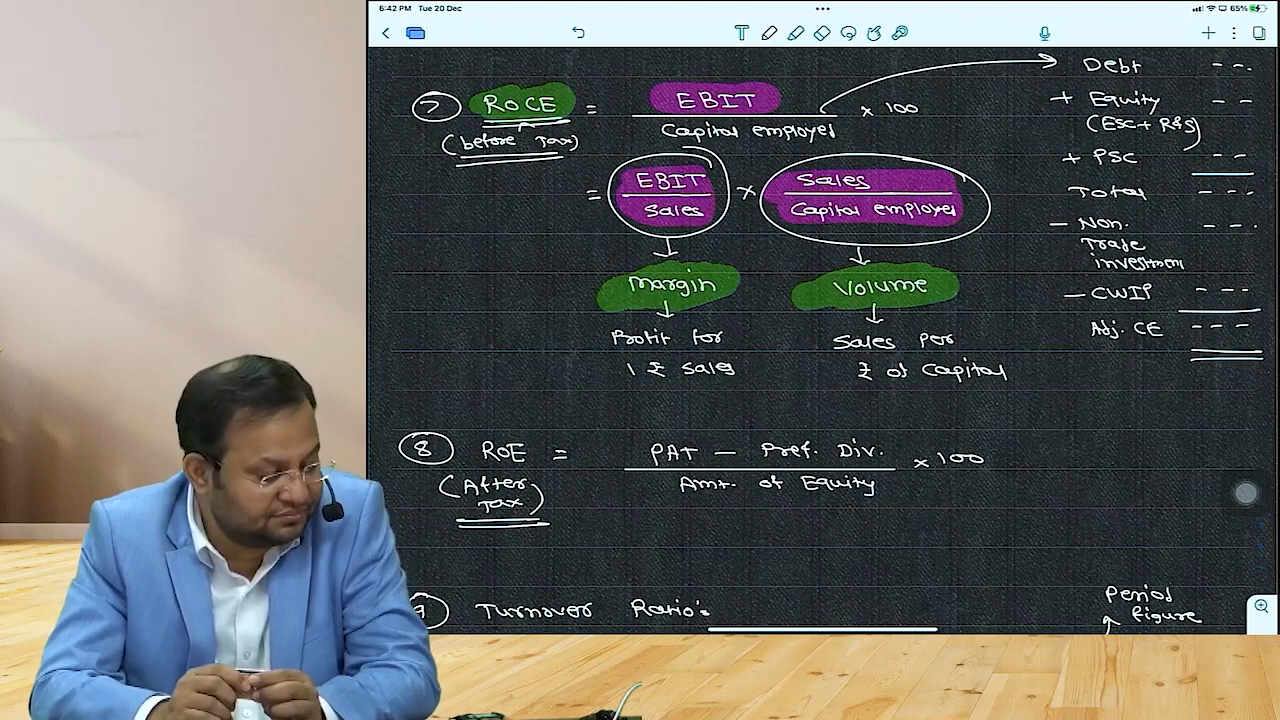 6:42 PM Tue 20 Dec
65%
7 ROCE = EBIT
Capital employed
x 100
(before Tax)
= EBIT
Sales
x Sales
Capital employed
Margin
Volume
Profit for
1 ₹ Sales
Sales per
₹ of Capital
Debt - - -
+ Equity - -
(ESC + R&S)
+ PSC - -
Total - - -
- Non. - - -
Trade
investment
- CWIP - - -
Adj. CE - - -
8 ROE = PAT - Pref. Div.
Amt. of Equity
x 100
(After
Tax)
9) Turnover Ratio's
Period
figure